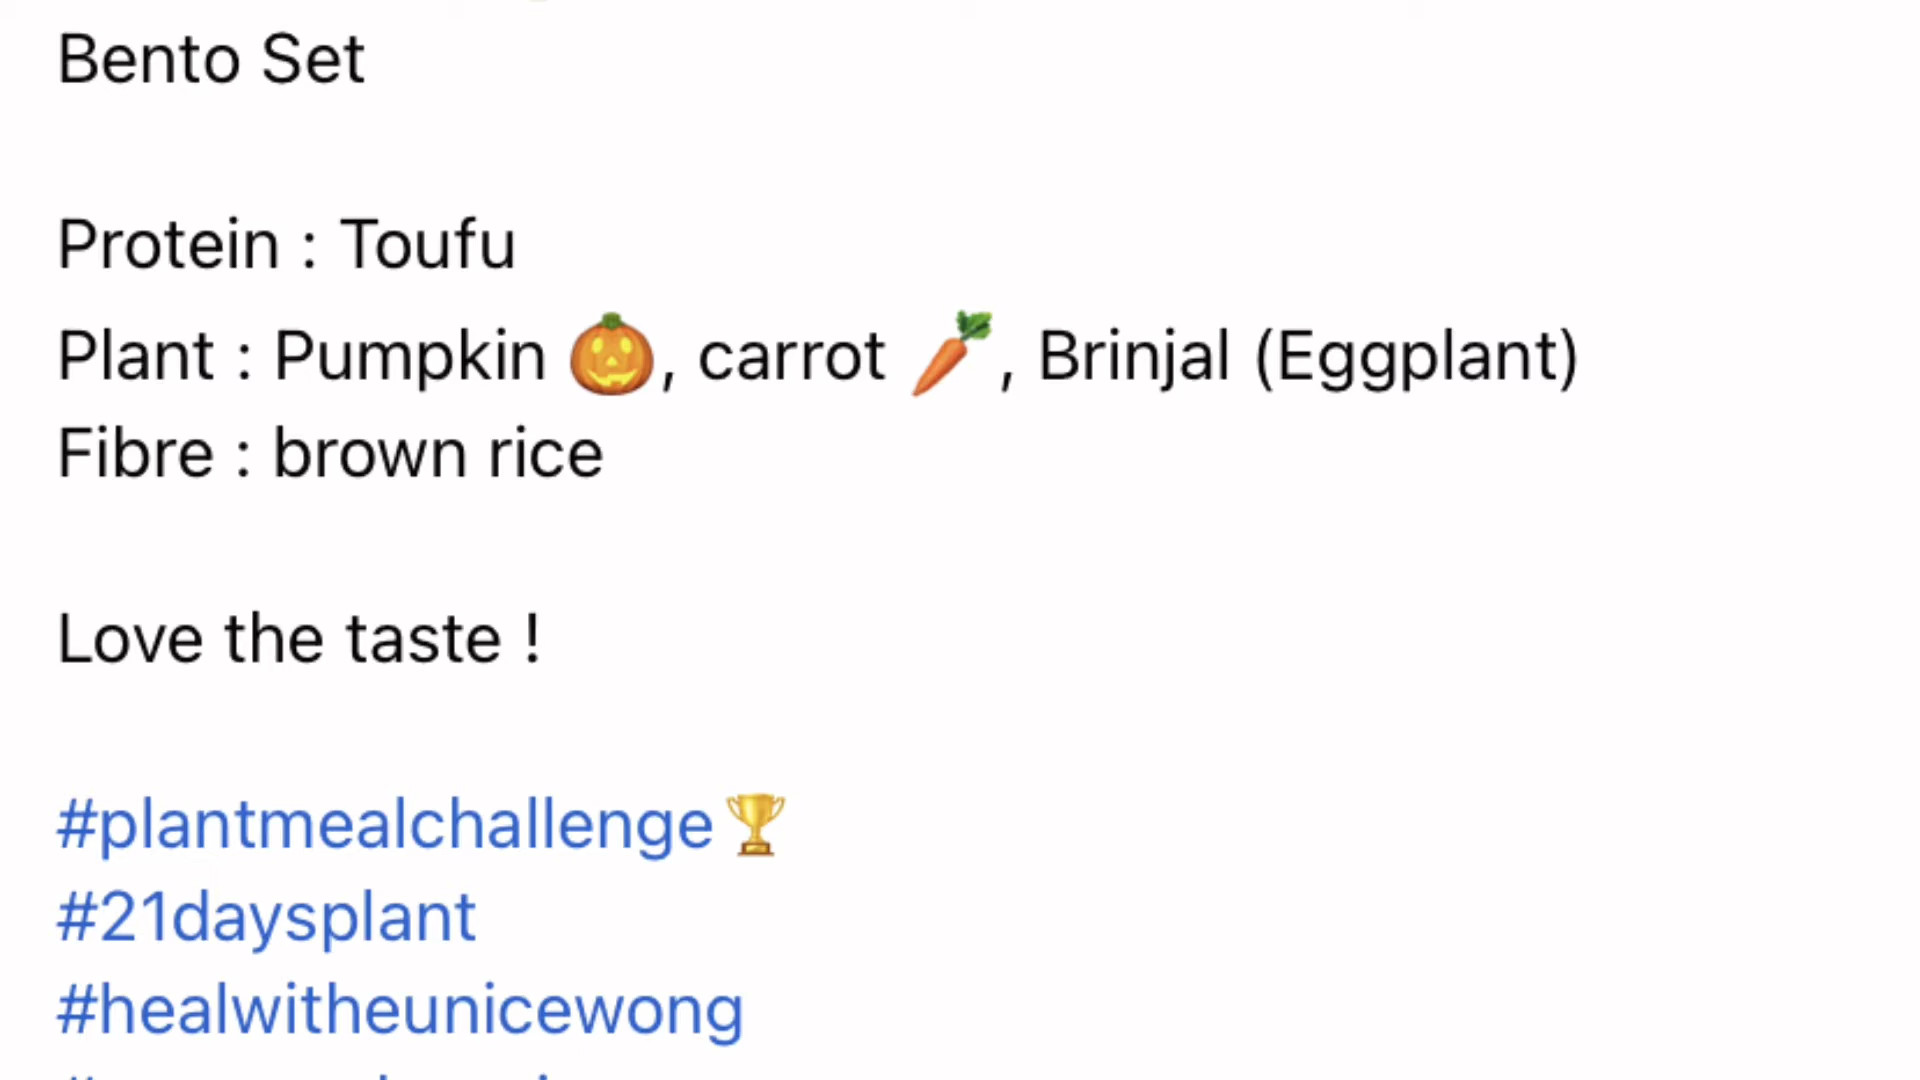 Bento Set
Protein : Toufu
Plant : Pumpkin 🎃, carrot 🥕, Brinjal (Eggplant)
Fibre : brown rice
Love the taste !
#plantmealchallenge🏆
#21daysplant
#healwitheunicewong